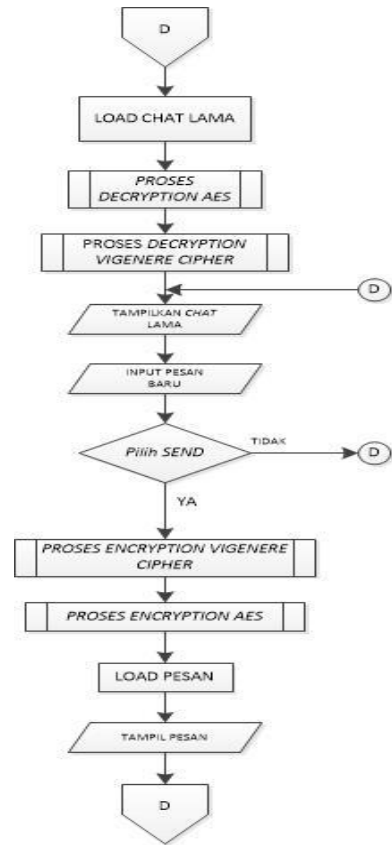 D
LOAD CHAT LAMA
PROSES
DECRYPTION AES
PROSES DECRYPTION
VIGENERE CIPHER
D
TAMPILKAN CHAT
LAMA
INPUT PESAN
BARU
Pilih SEND
TIDAK
D
YA
PROSES ENCRYPTION VIGENERE
CIPHER
PROSES ENCRYPTION AES
LOAD PESAN
TAMPIL PESAN
D